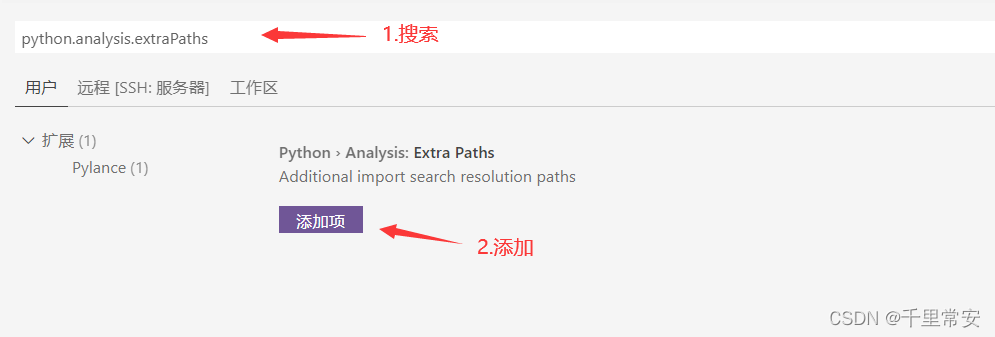 python.analysis.extraPaths
1.搜索
用户 远程 [SSH: 服务器] 工作区
扩展 (1)
Pylance (1)
Python › Analysis: Extra Paths
Additional import search resolution paths
添加项
2.添加
CSDN @千里常安